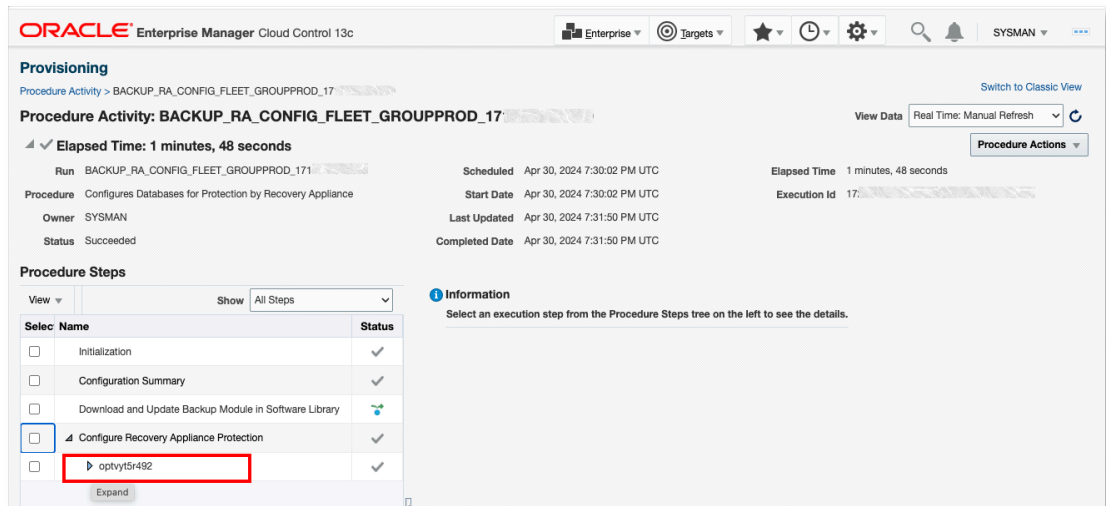 ORACLE Enterprise Manager Cloud Control 13c Enterprise Targets SYSMAN
Provisioning
Procedure Activity > BACKUP_RA_CONFIG_FLEET_GROUPPROD_17
Switch to Classic View
Procedure Activity: BACKUP_RA_CONFIG_FLEET_GROUPPROD_17
View Data Real Time: Manual Refresh
Elapsed Time: 1 minutes, 48 seconds
Procedure Actions
Run BACKUP_RA_CONFIG_FLEET_GROUPPROD_171
Scheduled Apr 30, 2024 7:30:02 PM UTC
Elapsed Time 1 minutes, 48 seconds
Procedure Configures Databases for Protection by Recovery Appliance
Start Date Apr 30, 2024 7:30:02 PM UTC
Execution Id 17
Owner SYSMAN
Last Updated Apr 30, 2024 7:31:50 PM UTC
Status Succeeded
Completed Date Apr 30, 2024 7:31:50 PM UTC
Procedure Steps
View Show All Steps
Selec Name Status
Initialization
Configuration Summary
Download and Update Backup Module in Software Library
Configure Recovery Appliance Protection
optvyt5r492
Expand
Information
Select an execution step from the Procedure Steps tree on the left to see the details.